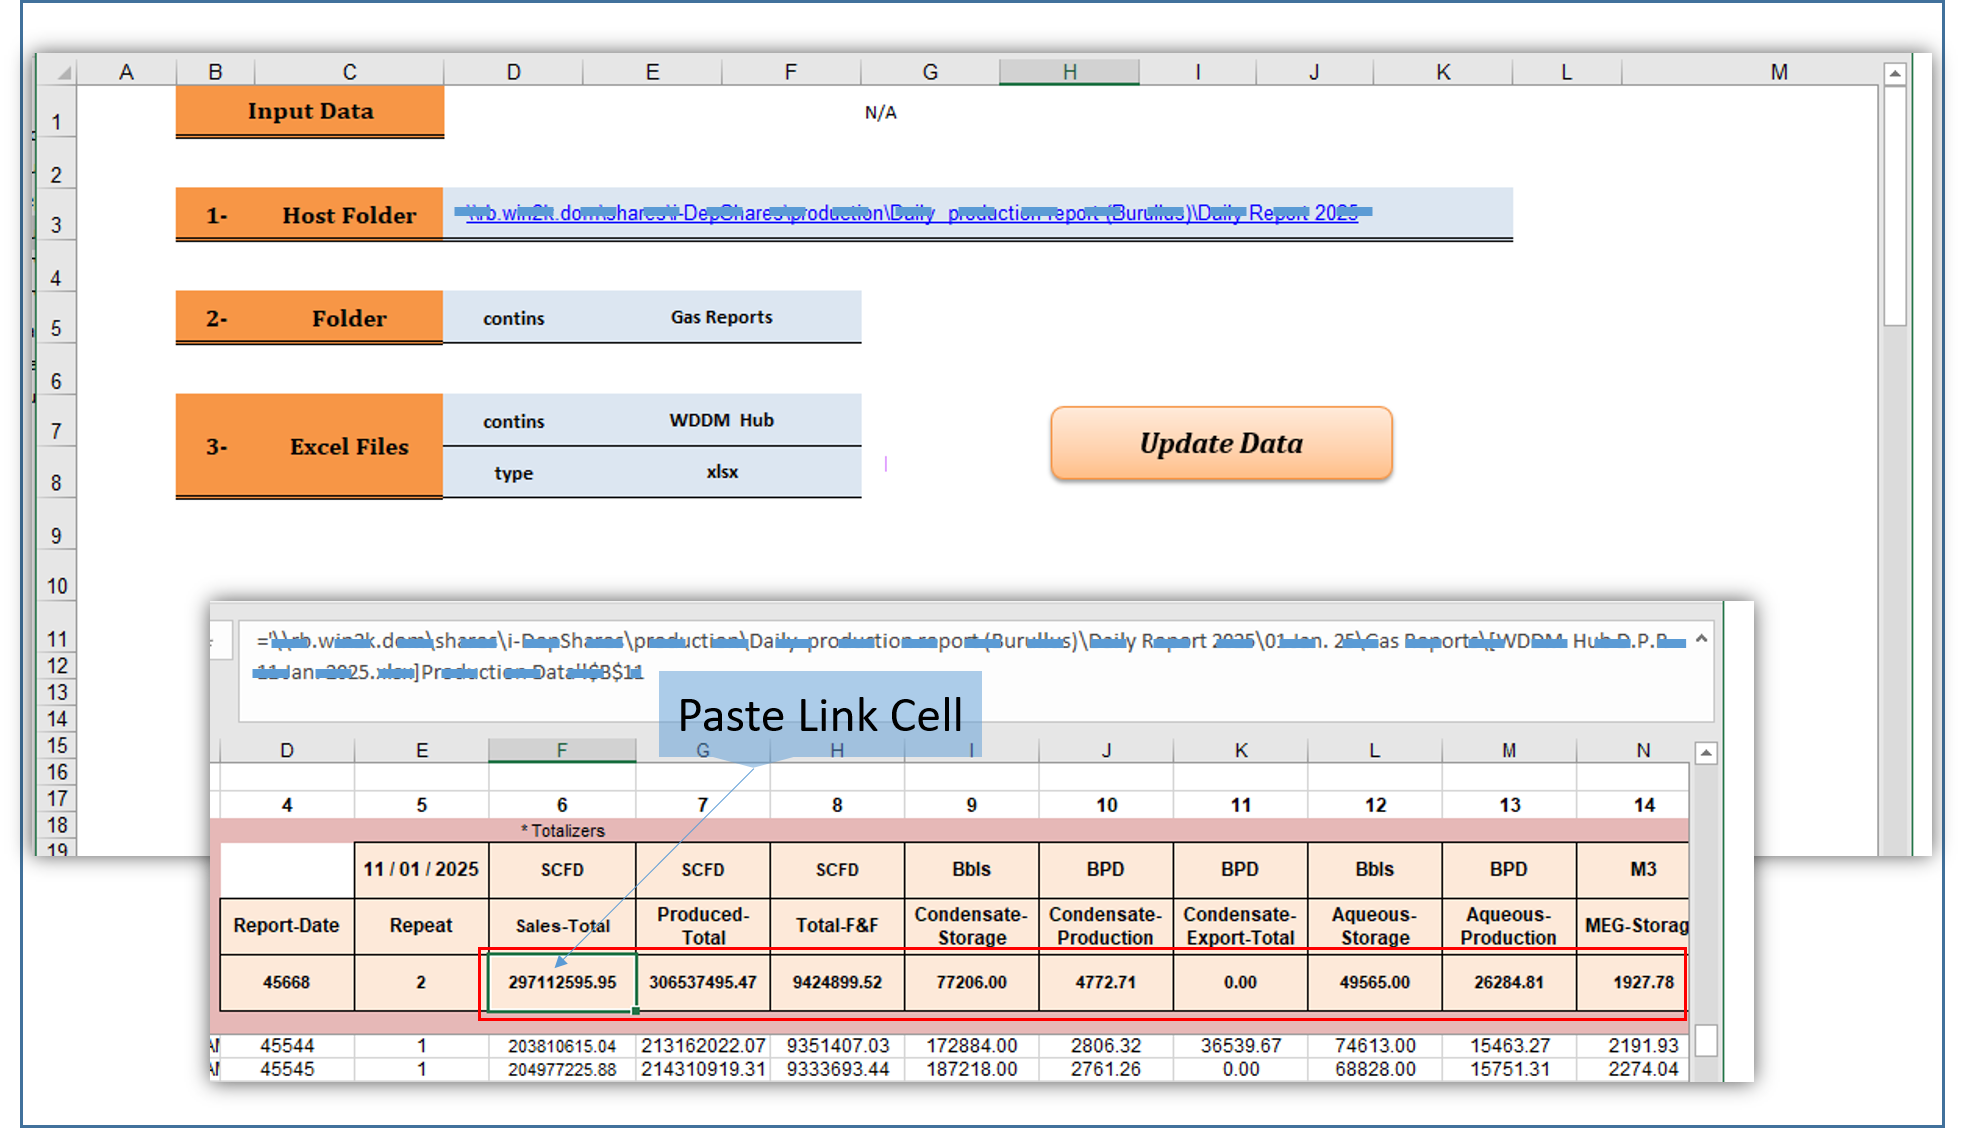 A B C D E F G H I J K L M
1 Input Data N/A
2
3 1- Host Folder \\rb.win2k.dom\shares\i-DepShares\production\Daily_production report (Burullus)\Daily Report 2025
4
5 2- Folder contins Gas Reports
6
7 contins WDDM Hub
3- Excel Files Update Data
8 type xlsx
9
10
11 ='\\rb.win2k.dom\shares\i-DepShares\production\Daily_production report (Burullus)\Daily Report 2025\01 Jan. 25\Gas Reports\[WDDM Hub D.P.R
12 11 Jan. 2025.xlsx]Production Data'!$B$11
13
14 Paste Link Cell
15 D E F G H I J K L M N
16
17 4 5 6 7 8 9 10 11 12 13 14
18 * Totalizers
19
11 / 01 / 2025 SCFD SCFD SCFD Bbls BPD BPD Bbls BPD M3
Report-Date Repeat Sales-Total Produced-Total Total-F&F Condensate-Storage Condensate-Production Condensate-Export-Total Aqueous-Storage Aqueous-Production MEG-Storag
45668 2 297112595.95 306537495.47 9424899.52 77206.00 4772.71 0.00 49565.00 26284.81 1927.78
45544 1 203810615.04 213162022.07 9351407.03 172884.00 2806.32 36539.67 74613.00 15463.27 2191.93
45545 1 204977225.88 214310919.31 9333693.44 187218.00 2761.26 0.00 68828.00 15751.31 2274.04